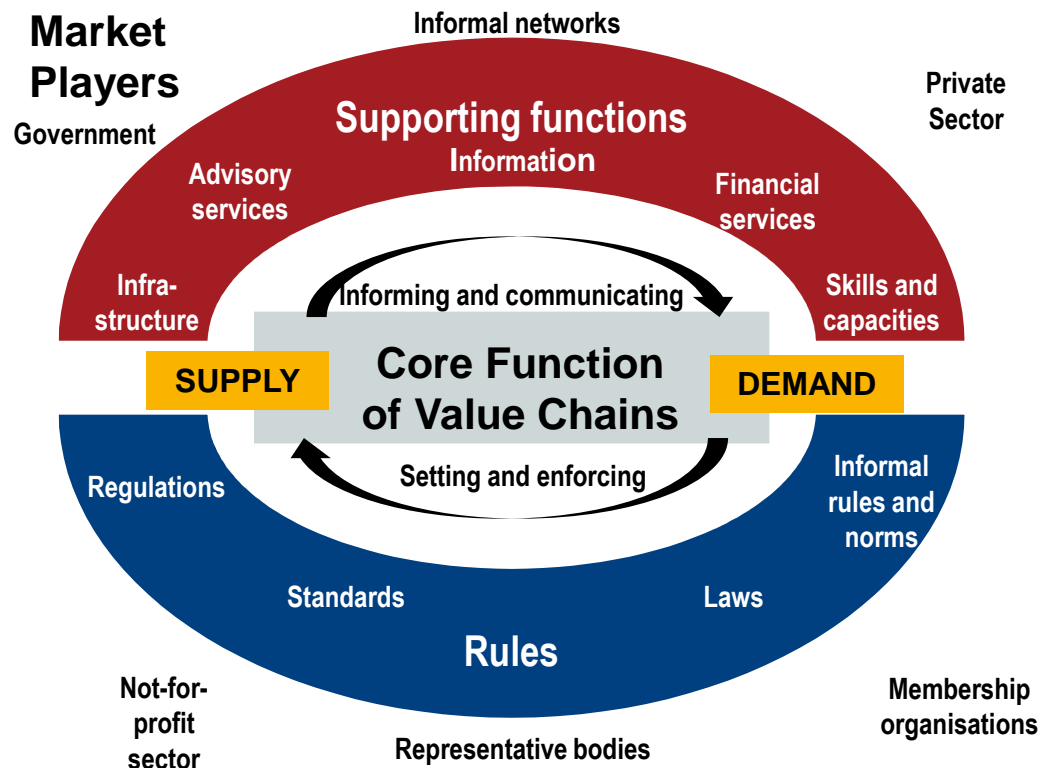 Market
Players
Informal networks
Private
Sector
Government
Supporting functions
Information
Advisory
services
Financial
services
Infra-
structure
Skills and
capacities
Informing and communicating
SUPPLY
Core Function
of Value Chains
DEMAND
Setting and enforcing
Regulations
Informal
rules and
norms
Standards
Laws
Rules
Not-for-
profit
sector
Representative bodies
Membership
organisations